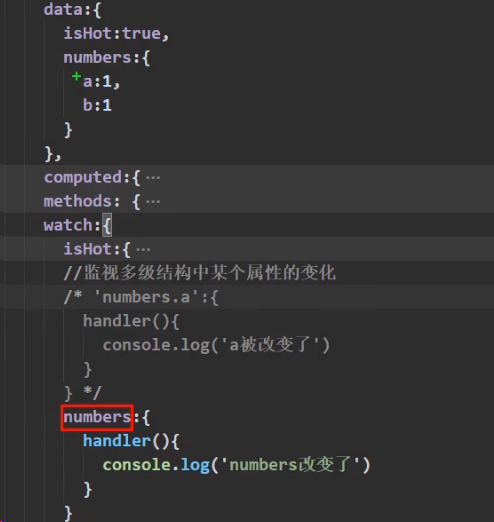 data:{
isHot:true,
numbers:{
a:1,
b:1
}
},
computed:{ ⋯
methods: { ⋯
watch:{
isHot:{ ⋯
//监视多级结构中某个属性的变化
/* 'numbers.a':{
handler(){
console.log('a被改变了')
}
} */
numbers:{
handler(){
console.log('numbers改变了')
}
}